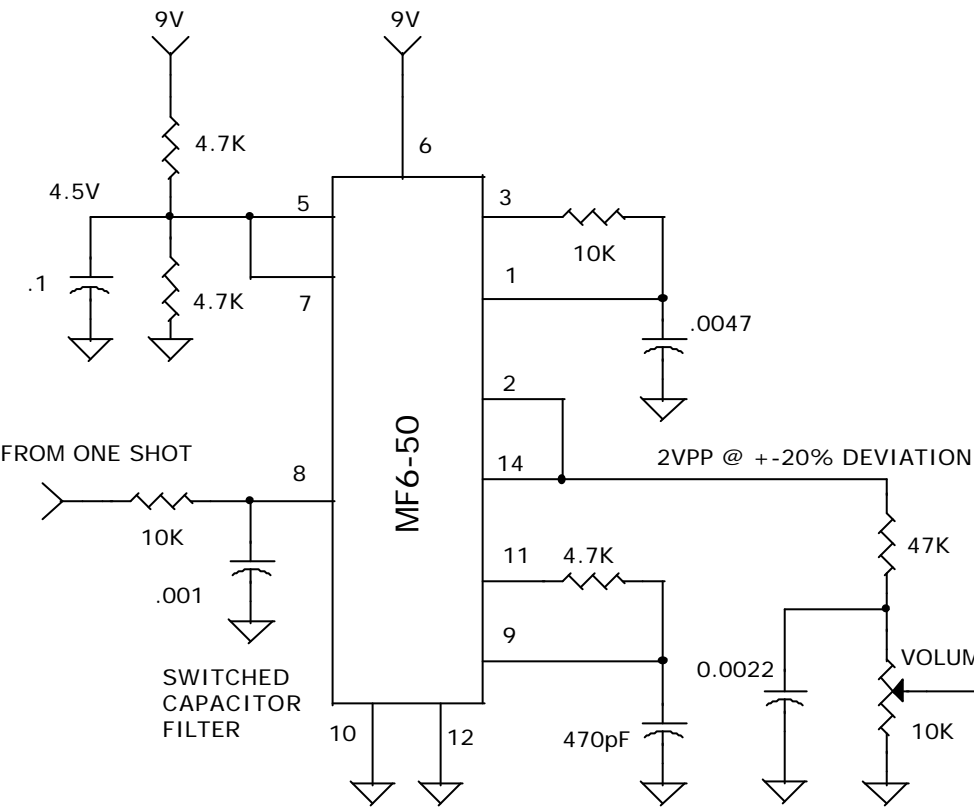 9V
9V
4.7K
6
4.5V
5
3
10K
.1
4.7K
7
1
.0047
2
MF6-50
FROM ONE SHOT
8
14
2VPP @ +-20% DEVIATION
10K
11
4.7K
47K
.001
9
0.0022
SWITCHED
CAPACITOR
FILTER
10
12
470pF
10K